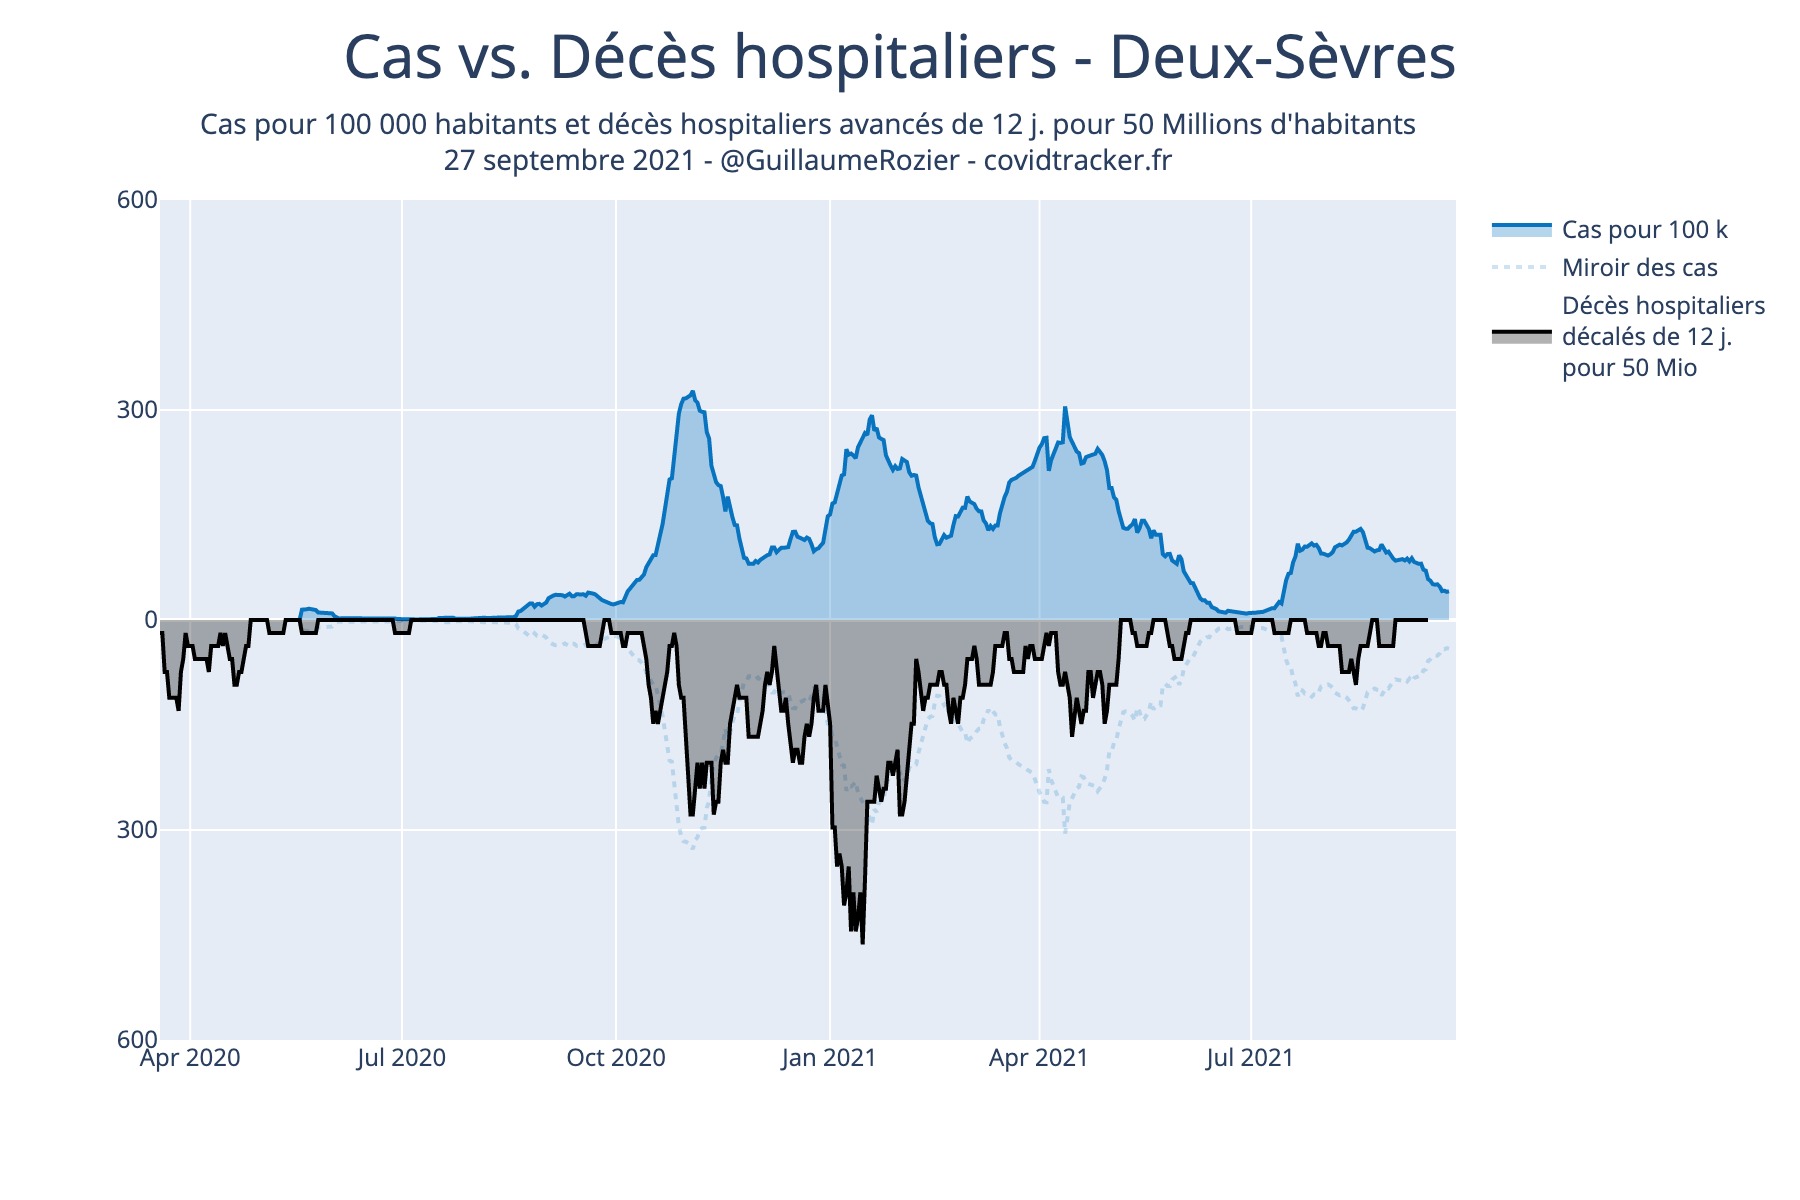 Cas vs. Décès hospitaliers - Deux-Sèvres
Cas pour 100 000 habitants et décès hospitaliers avancés de 12 j. pour 50 Millions d'habitants
27 septembre 2021 - @GuillaumeRozier - covidtracker.fr
600
300
0
300
600
Apr 2020
Jul 2020
Oct 2020
Jan 2021
Apr 2021
Jul 2021
Cas pour 100 k
Miroir des cas
Décès hospitaliers
décalés de 12 j.
pour 50 Mio